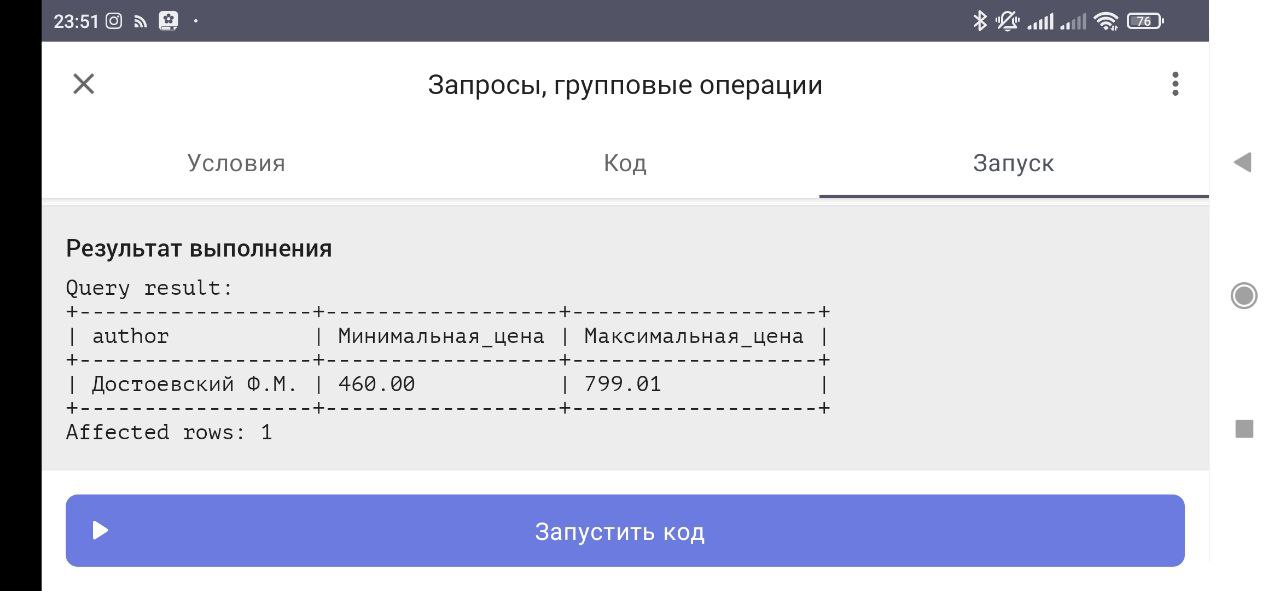 23:51
76
Запросы, групповые операции
Условия
Код
Запуск
Результат выполнения
Query result:
+------------------+------------------+-------------------+
| author           | Минимальная_цена | Максимальная_цена |
+------------------+------------------+-------------------+
| Достоевский Ф.М. | 460.00           | 799.01            |
+------------------+------------------+-------------------+
Affected rows: 1
Запустить код